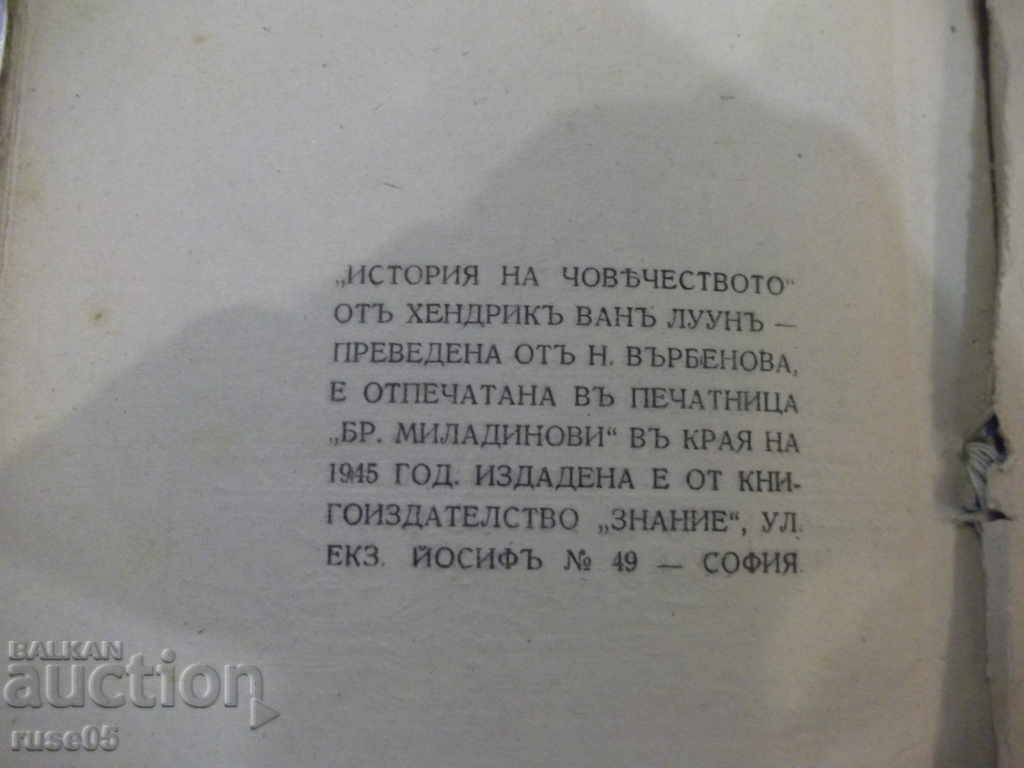 „ИСТОРИЯ НА ЧОВѢЧЕСТВОТО“
ОТЪ ХЕНДРИКЪ ВАНЪ ЛУУНЪ —
ПРЕВЕДЕНА ОТЪ Н. ВЪРБЕНОВА,
Е ОТПЕЧАТАНА ВЪ ПЕЧАТНИЦА
„БР. МИЛАДИНОВИ“ ВЪ КРАЯ НА
1945 ГОД. ИЗДАДЕНА Е ОТ КНИ-
ГОИЗДАТЕЛСТВО „ЗНАНИЕ“, УЛ.
ЕКЗ. ЙОСИФЪ № 49 — СОФИЯ.
BALKAN
auction
ruse05